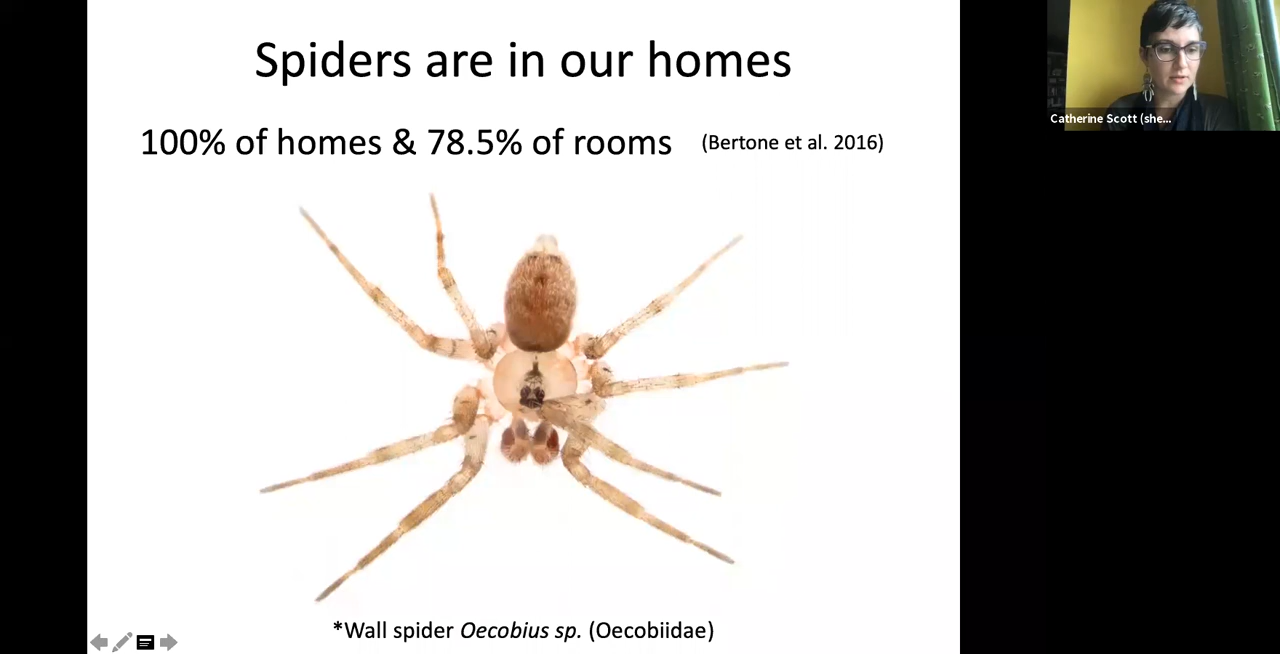 Spiders are in our homes
100% of homes & 78.5% of rooms (Bertone et al. 2016)
Catherine Scott (she...
*Wall spider Oecobius sp. (Oecobiidae)